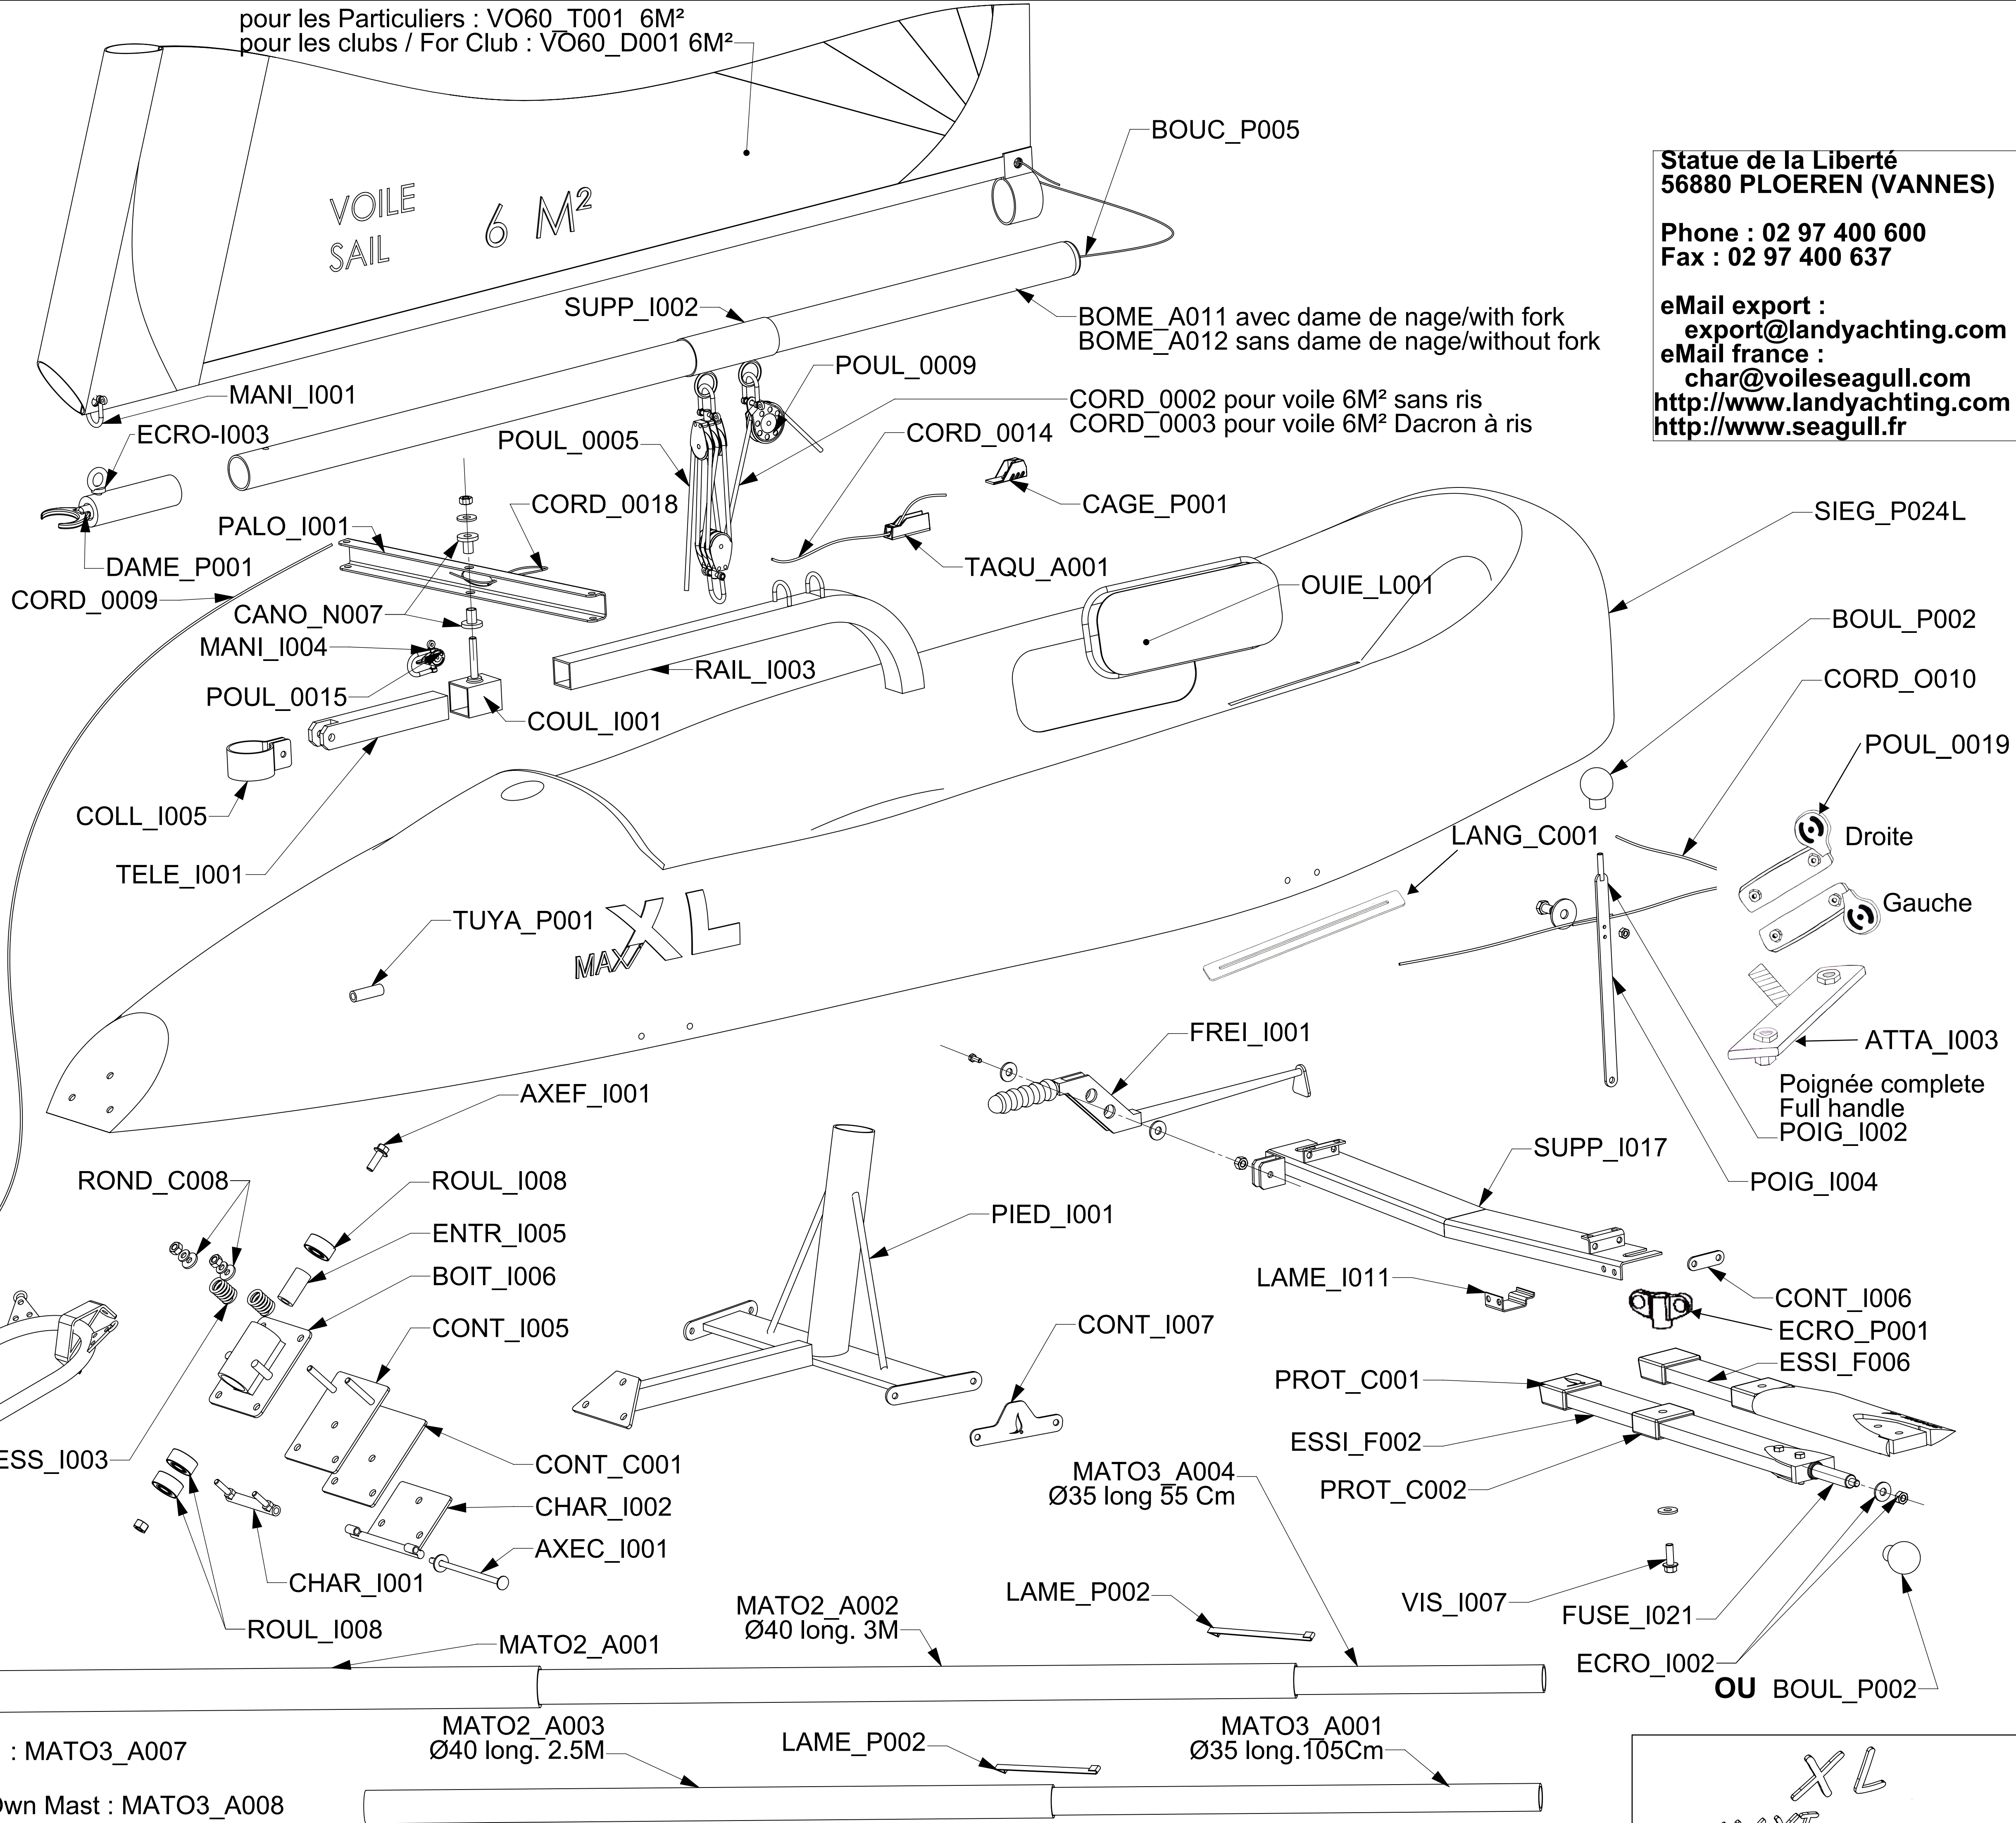 pour les Particuliers : VO60_T001 6M²
pour les clubs / For Club : VO60_D001 6M²
BOUC_P005
Statue de la Liberté
56880 PLOEREN (VANNES)
Phone : 02 97 400 600
Fax : 02 97 400 637
eMail export :
export@landyachting.com
eMail france :
char@voileseagull.com
http://www.landyachting.com
http://www.seagull.fr
VOILE
SAIL
6 M²
SUPP_I002
BOME_A011 avec dame de nage/with fork
BOME_A012 sans dame de nage/without fork
MANI_I001
POUL_0009
CORD_0002 pour voile 6M² sans ris
CORD_0003 pour voile 6M² Dacron à ris
ECRO-I003
POUL_0005
CORD_0014
CORD_0018
CAGE_P001
PALO_I001
SIEG_P024L
DAME_P001
TAQU_A001
CORD_0009
CANO_N007
OUIE_L001
BOUL_P002
MANI_I004
RAIL_I003
CORD_O010
POUL_0015
COUL_I001
POUL_0019
COLL_I005
LANG_C001
Droite
TELE_I001
Gauche
TUYA_P001
XL
MAXI
FREI_I001
ATTA_I003
Poignée complete
Full handle
POIG_I002
AXEF_I001
SUPP_I017
ROND_C008
ROUL_I008
POIG_I004
PIED_I001
ENTR_I005
BOIT_I006
LAME_I011
CONT_I006
CONT_I005
CONT_I007
ECRO_P001
ESSI_F006
PROT_C001
ESS_I003
ESSI_F002
CONT_C001
MATO3_A004
Ø35 long 55 Cm
PROT_C002
CHAR_I002
AXEC_I001
CHAR_I001
LAME_P002
VIS_I007
FUSE_I021
MATO2_A002
Ø40 long. 3M
ROUL_I008
MATO2_A001
ECRO_I002
OU BOUL_P002
MATO2_A003
Ø40 long. 2.5M
LAME_P002
MATO3_A001
Ø35 long.105Cm
: MATO3_A007
Own Mast : MATO3_A008
XL